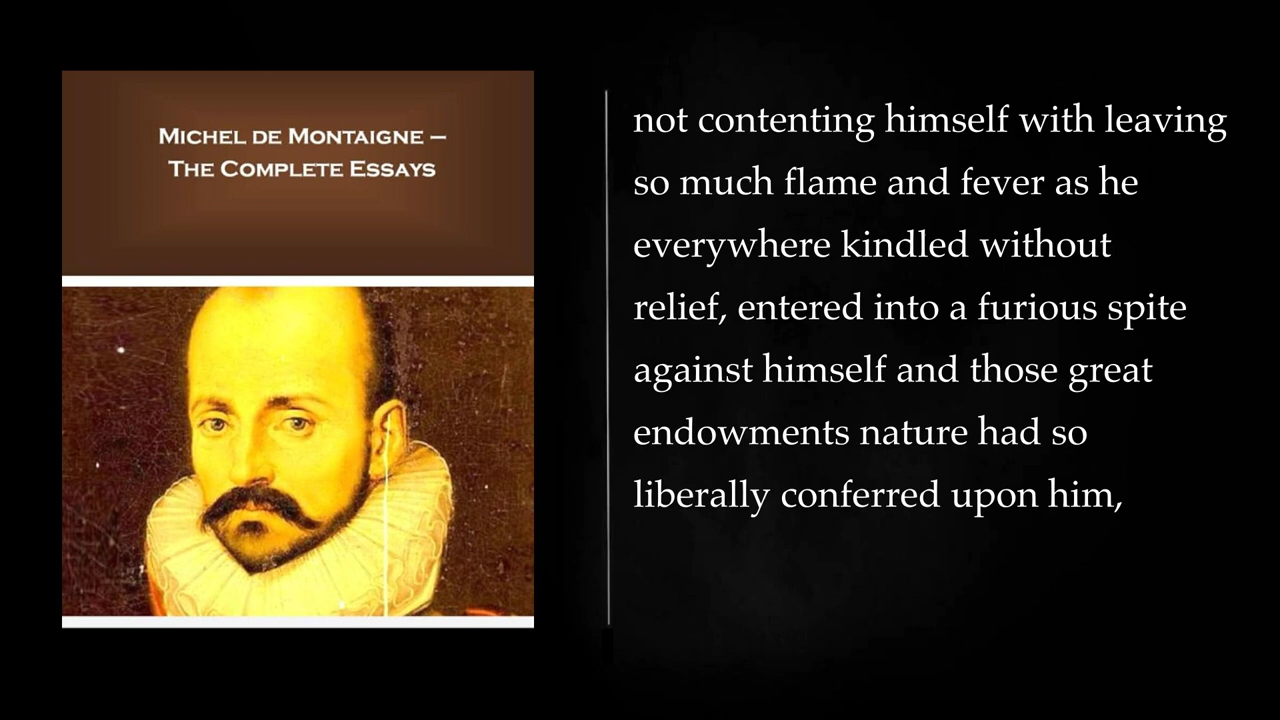 MICHEL DE MONTAIGNE –
THE COMPLETE ESSAYS
not contenting himself with leaving
so much flame and fever as he
everywhere kindled without
relief, entered into a furious spite
against himself and those great
endowments nature had so
liberally conferred upon him,